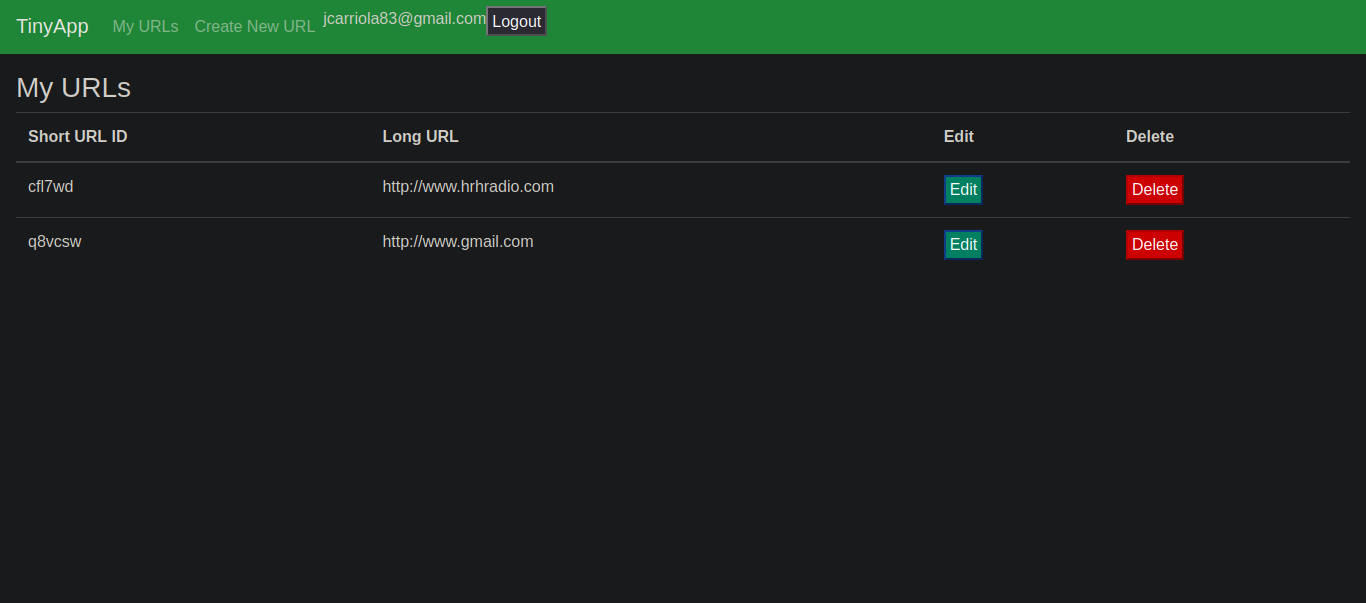 TinyApp My URLs Create New URL jcarriola83@gmail.com Logout
My URLs
Short URL ID Long URL Edit Delete
cfl7wd http://www.hrhradio.com Edit Delete
q8vcsw http://www.gmail.com Edit Delete